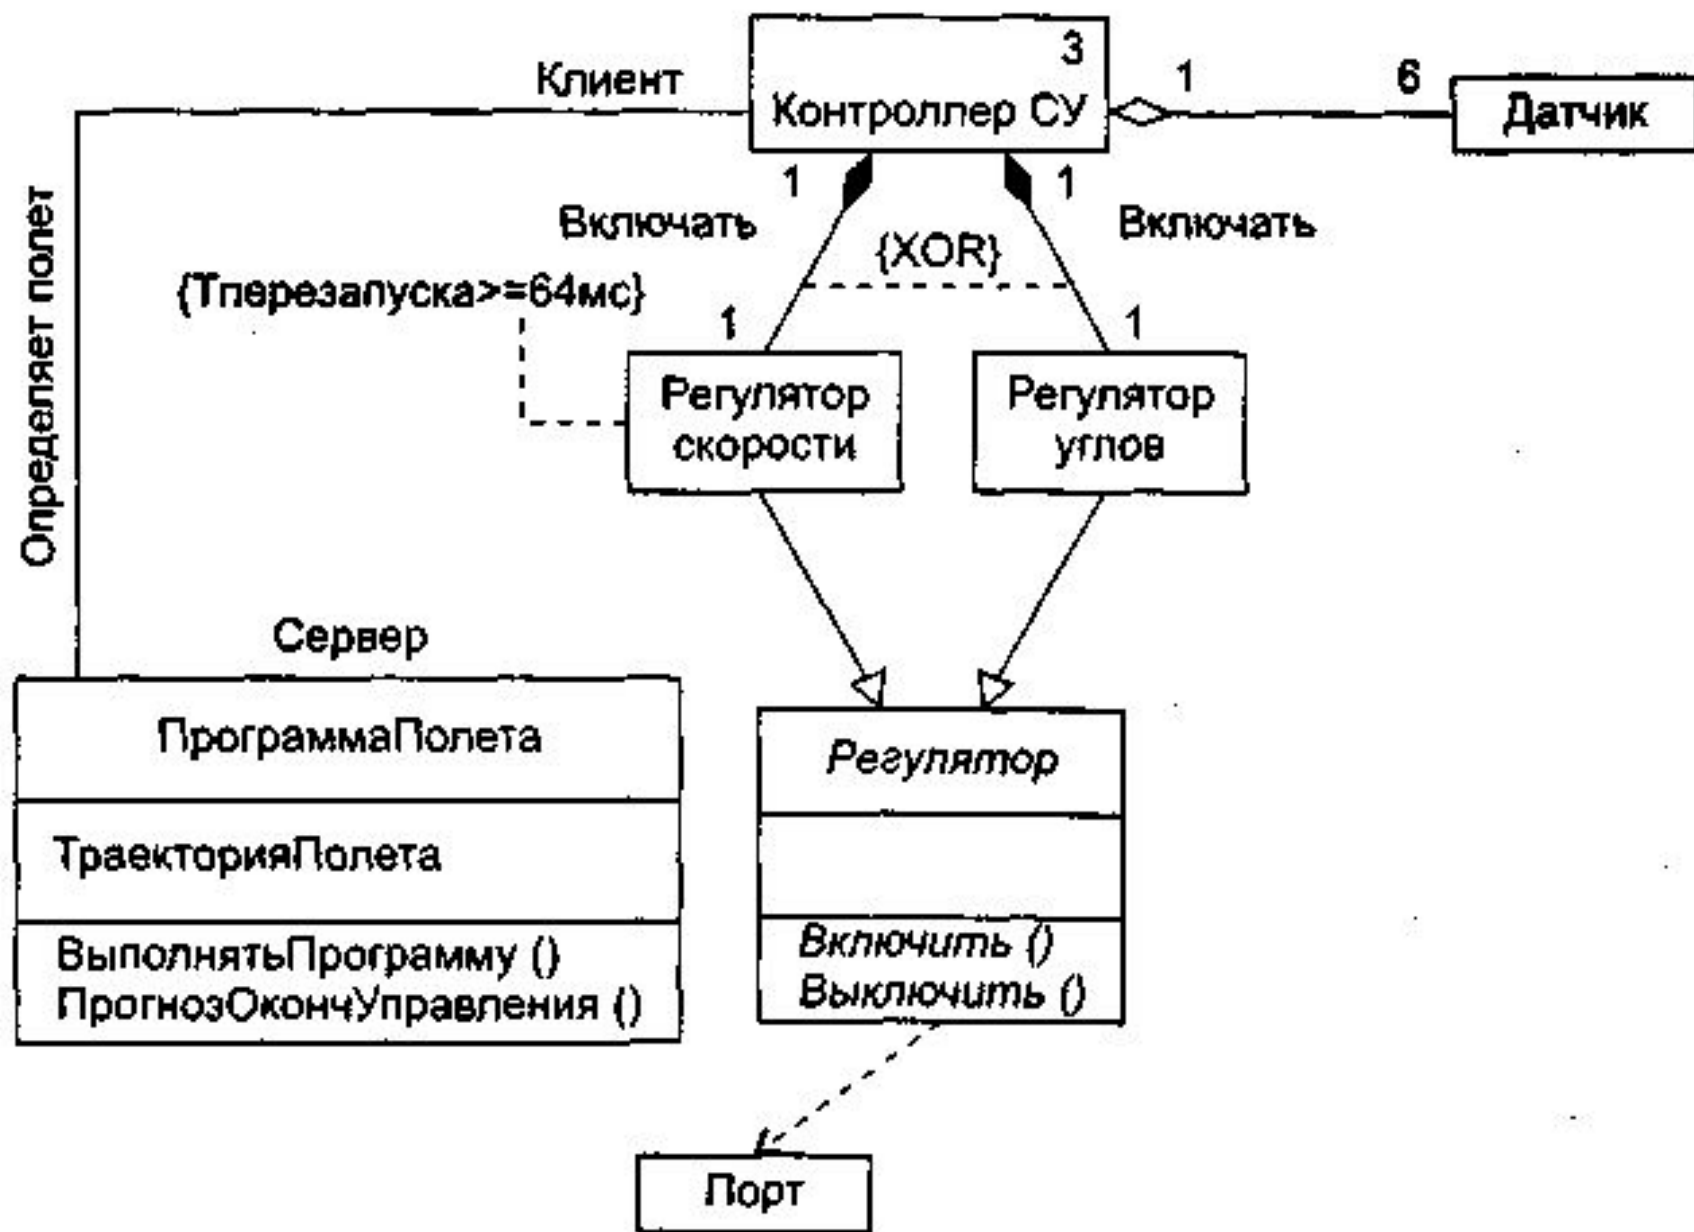 3
Клиент
Контроллер СУ
1
6
Датчик
1
1
Включать
Включать
{XOR}
{Tперезапуска>=64мс}
1
1
Определяет полет
Регулятор
скорости
Регулятор
углов
Сервер
ПрограммаПолета
ТраекторияПолета
ВыполнятьПрограмму ()
ПрогнозОкончУправления ()
Регулятор
Включить ()
Выключить ()
Порт